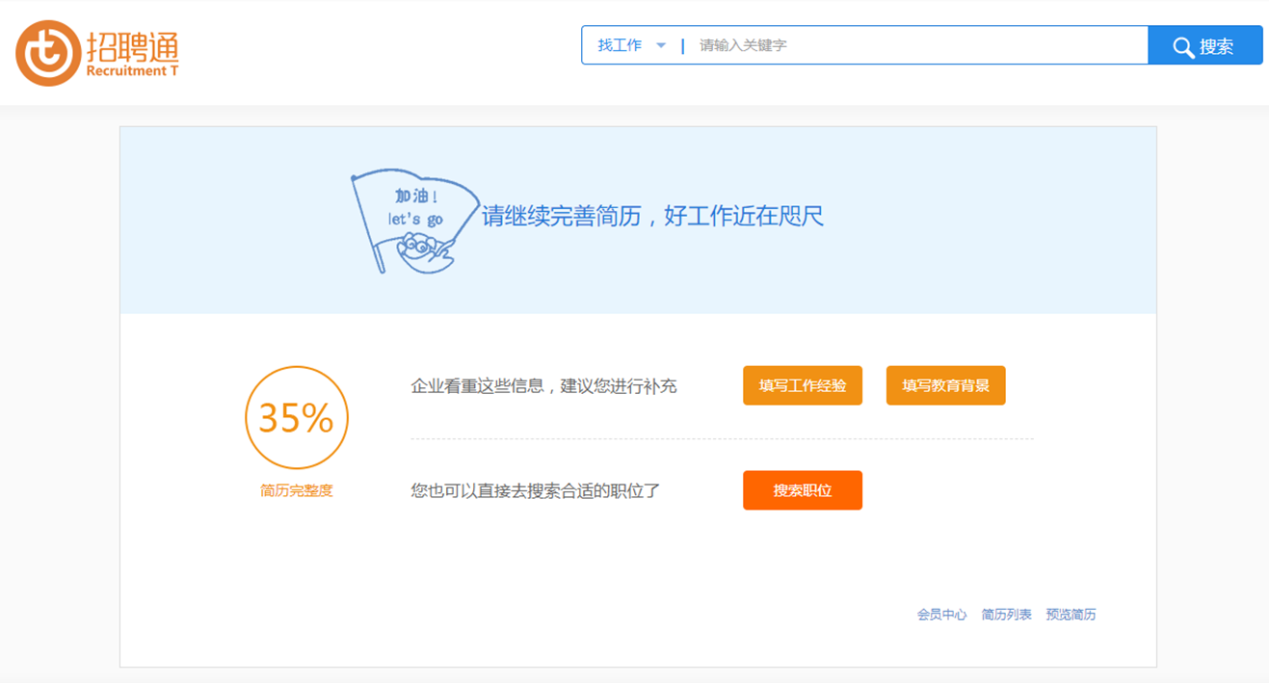 招聘通
Recruitment T
找工作 | 请输入关键字 搜索
加油！
let's go
请继续完善简历，好工作近在咫尺
35%
简历完整度
企业看重这些信息，建议您进行补充 填写工作经验 填写教育背景
您也可以直接去搜索合适的职位了 搜索职位
会员中心 简历列表 预览简历